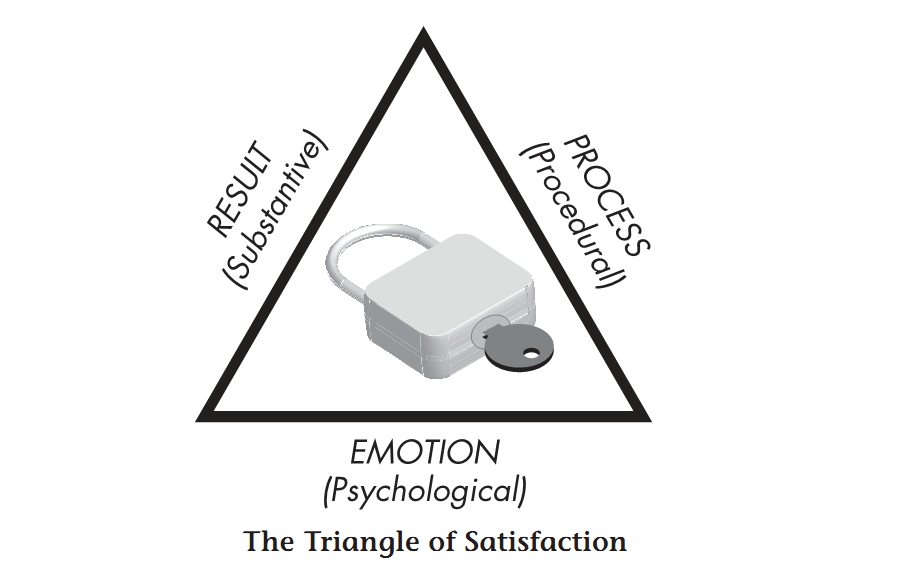 RESULT
(Substantive)
PROCESS
(Procedural)
EMOTION
(Psychological)
The Triangle of Satisfaction